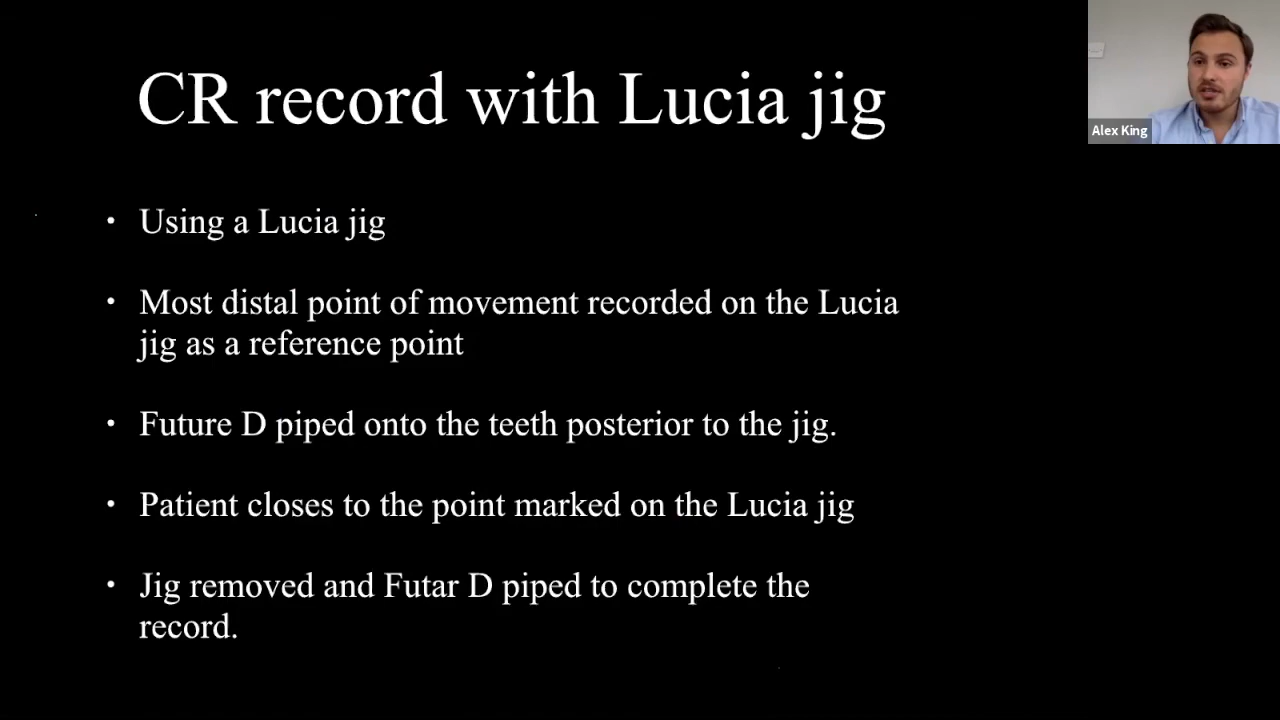 CR record with Lucia jig
Alex King
• Using a Lucia jig
• Most distal point of movement recorded on the Lucia
jig as a reference point
• Future D piped onto the teeth posterior to the jig.
• Patient closes to the point marked on the Lucia jig
• Jig removed and Futar D piped to complete the
record.